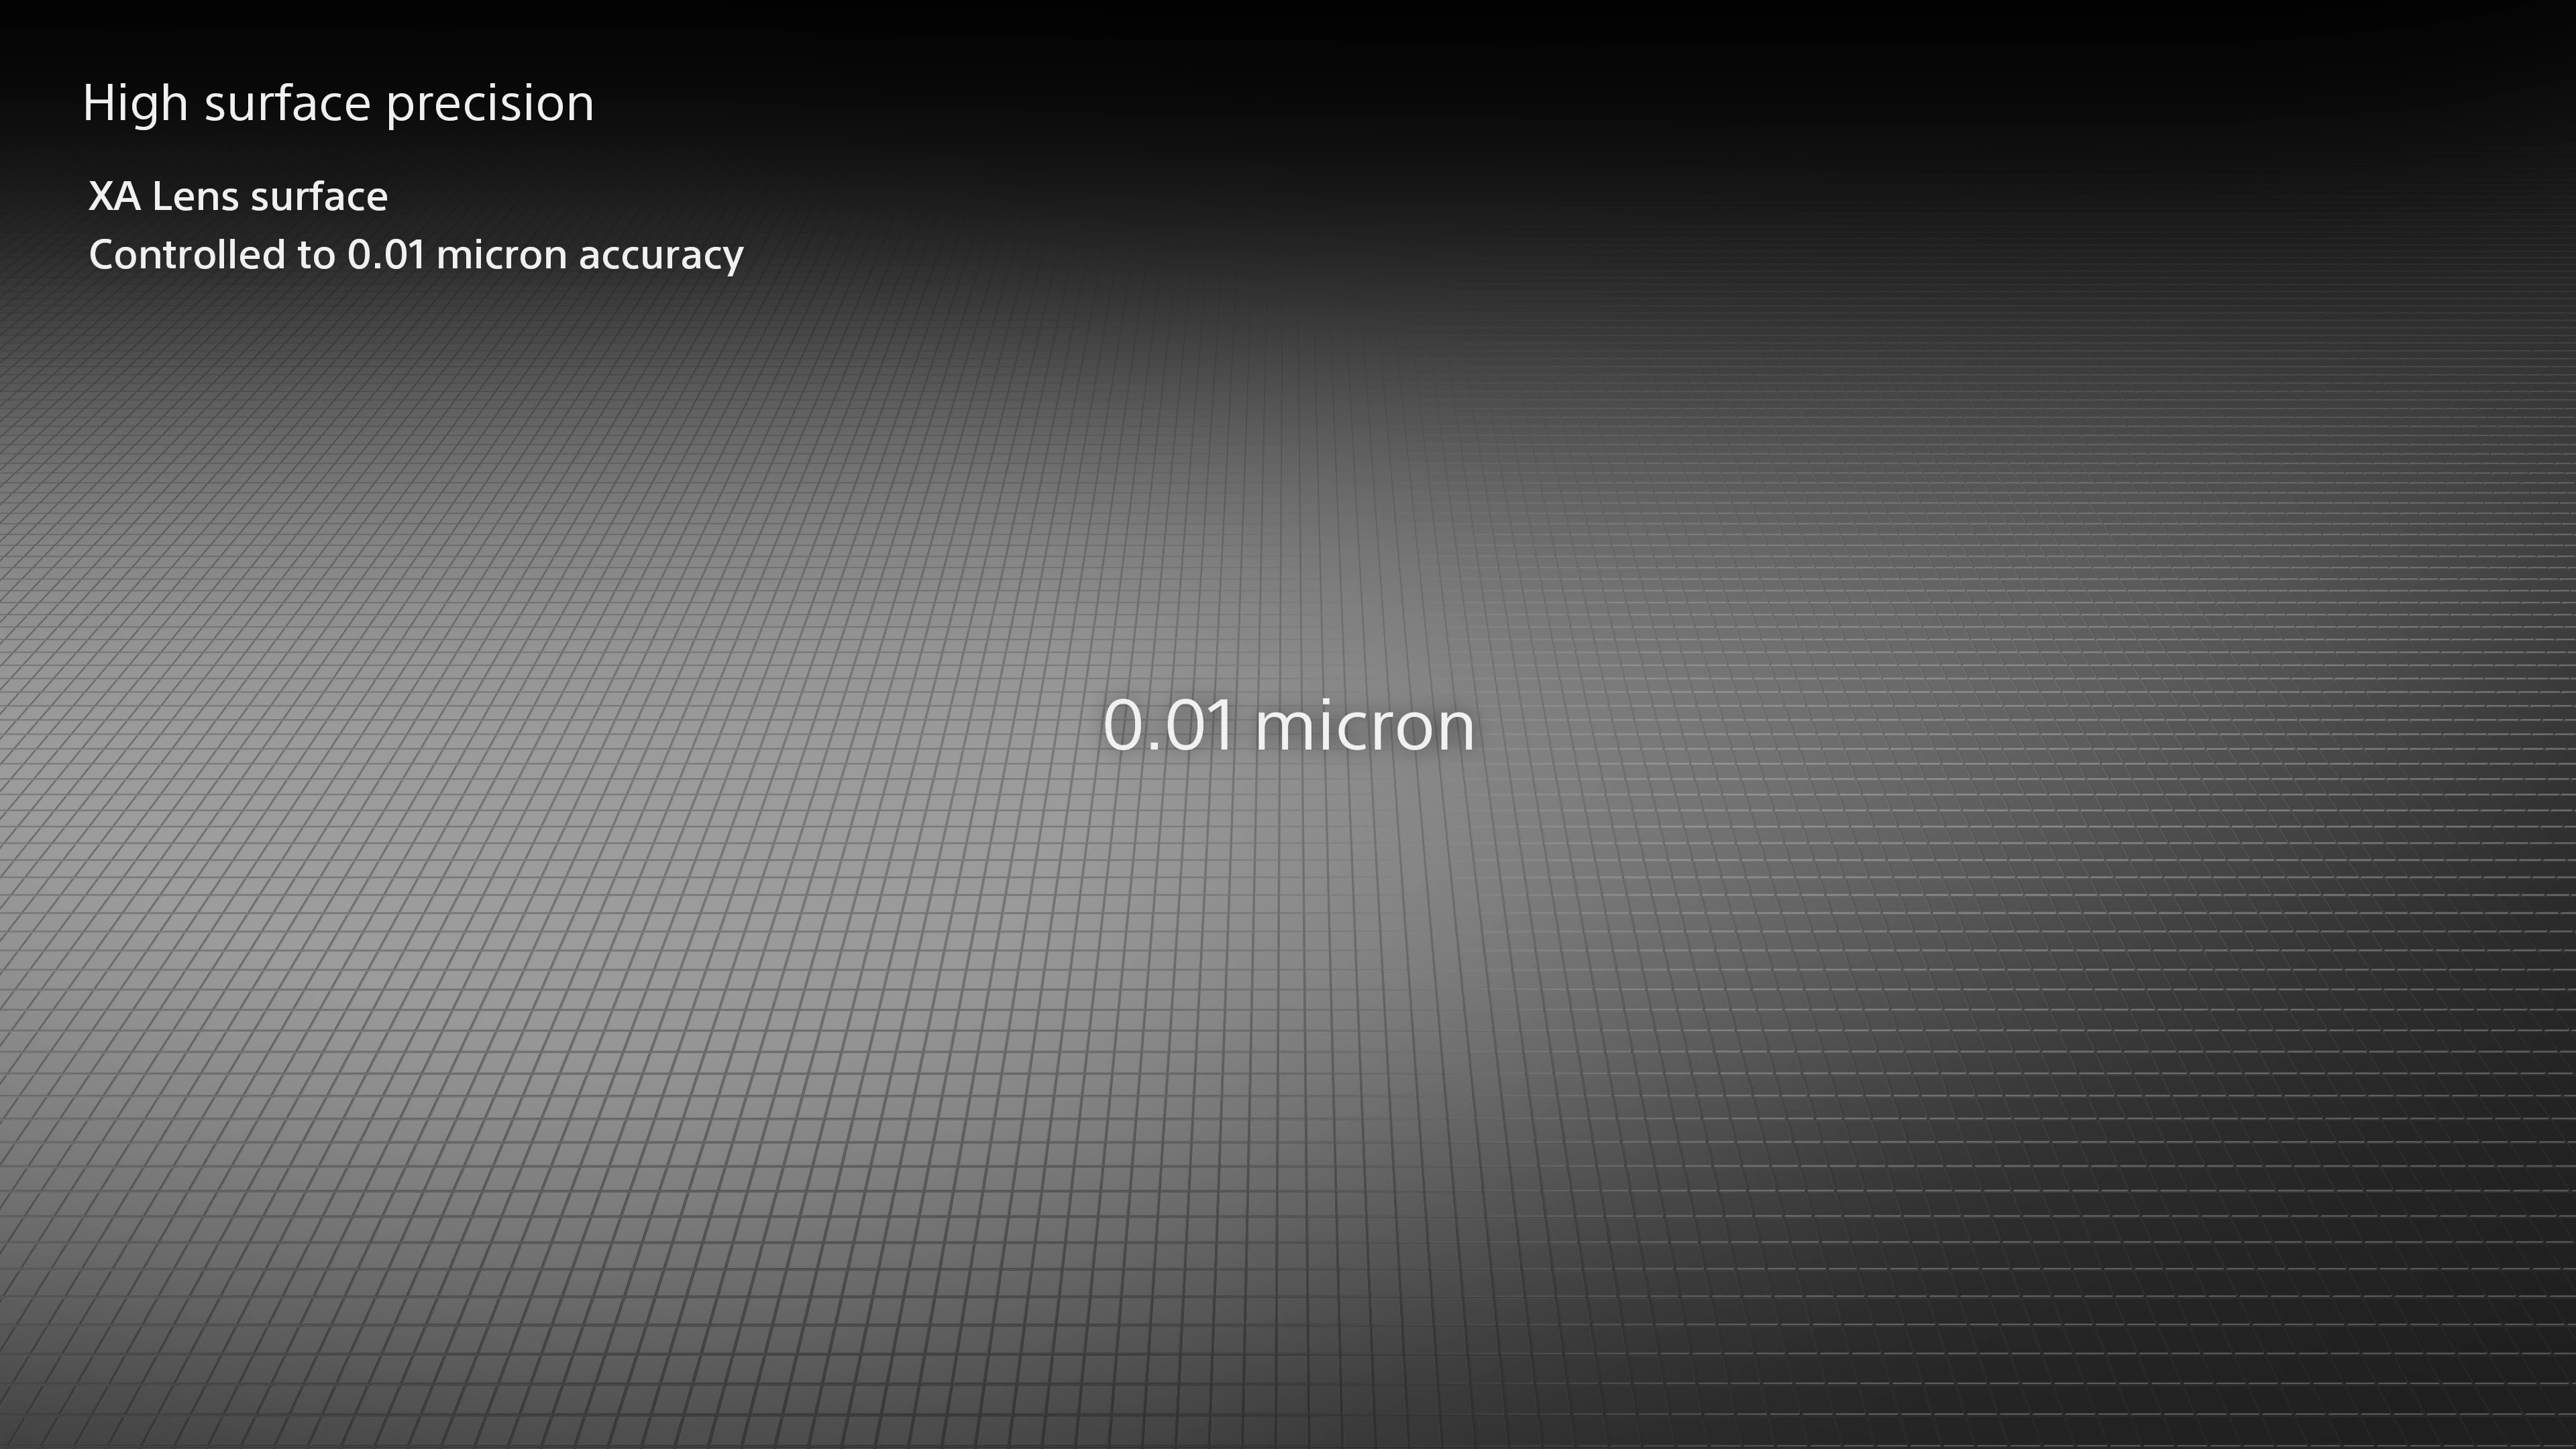 High surface precision
XA Lens surface
Controlled to 0.01 micron accuracy
0.01 micron